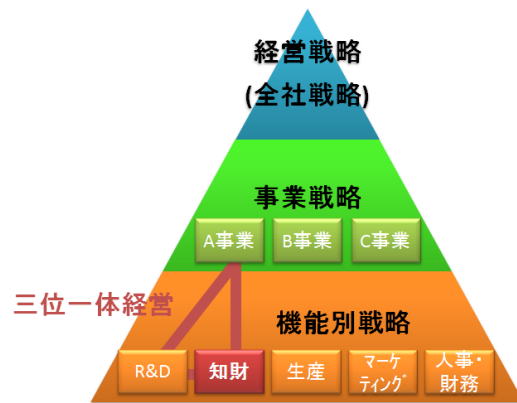 経営戦略
(全社戦略)
事業戦略
A事業
B事業
C事業
三位一体経営
機能別戦略
R&D
知財
生産
マーケ
ティング
人事・
財務